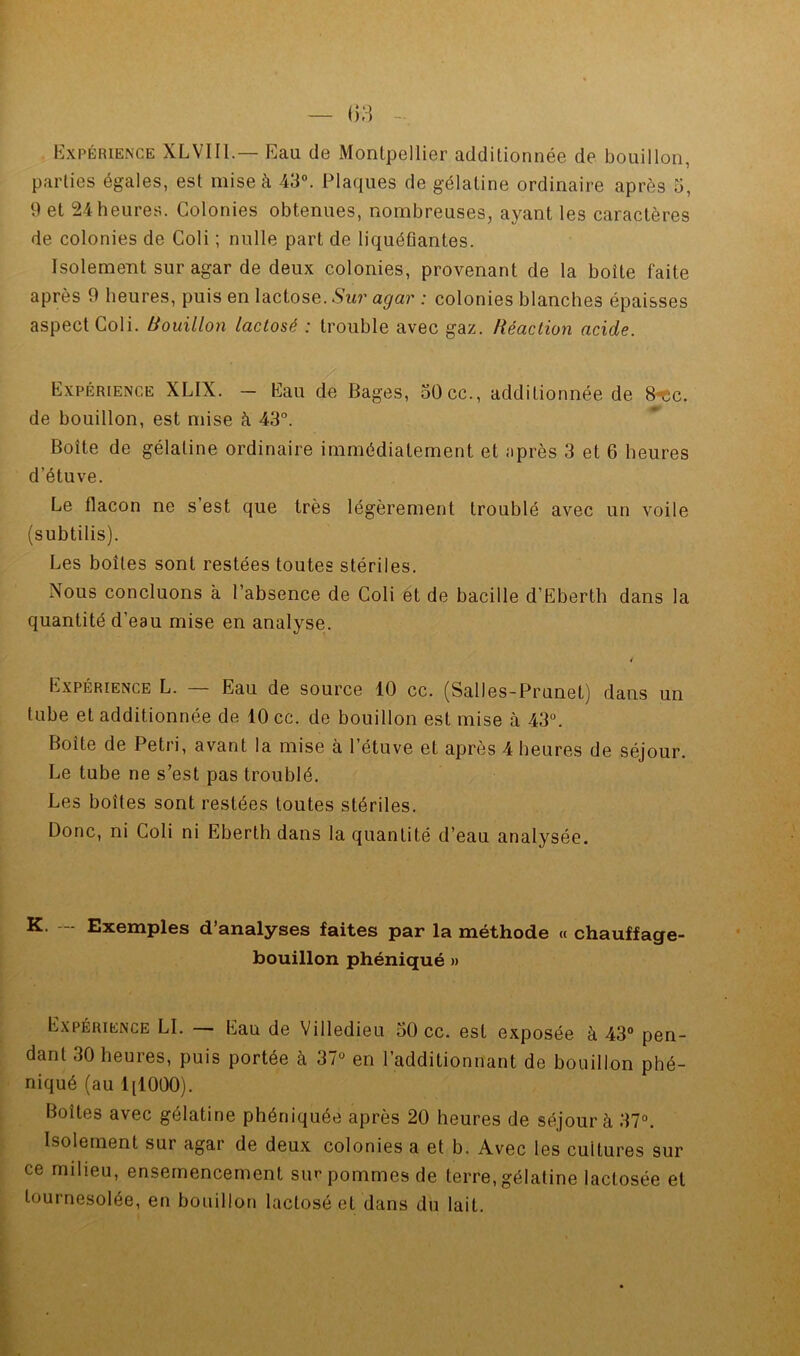 — 63 —
Expérience XLVIII.— Eau de Montpellier additionnée de bouillon,
parties égales, est mise à 43°. Plaques de gélatine ordinaire après 5,
9 et 24 heures. Colonies obtenues, nombreuses, ayant les caractères
de colonies de Coli ; nulle part de liquéfiantes.
Isolement sur agar de deux colonies, provenant de la boîte faite
après 9 heures, puis en lactose. Sur agar : colonies blanches épaisses
aspect Coli. Bouillon lactosé : trouble avec gaz. Réaction acide.
Expérience XLIX. — Eau de Bages, 50 cc., additionnée de 8 cc.
de bouillon, est mise à 43°.
Boîte de gélatine ordinaire immédiatement et après 3 et 6 heures
d'étuve.
Le flacon ne s'est que très légèrement troublé avec un voile
(subtilis).
Les boîtes sont restées toutes stériles.
Nous concluons à l'absence de Coli et de bacille d'Eberth dans la
quantité d'eau mise en analyse.
Expérience L. — Eau de source 10 cc. (Salles-Prunet) dans un
tube et additionnée de 10 cc. de bouillon est mise à 43°.
Boîte de Petri, avant la mise à l'étuve et après 4 heures de séjour.
Le tube ne s'est pas troublé.
Les boîtes sont restées toutes stériles.
Donc, ni Coli ni Eberth dans la quantité d'eau analysée.
K. — Exemples d'analyses faites par la méthode « chauffage-
bouillon phéniqué »
Expérience LI. — Eau de Villedieu 50 cc. est exposée à 43° pen-
dant 30 heures, puis portée à 37° en l'additionnant de bouillon phé-
niqué (au 1[1000).
Boîtes avec gélatine phéniquée après 20 heures de séjour à 37°.
Isolement sur agar de deux colonies a et b. Avec les cultures sur
ce milieu, ensemencement sur pommes de terre, gélatine lactosée et
tournesolée, en bouillon lactosé et dans du lait.